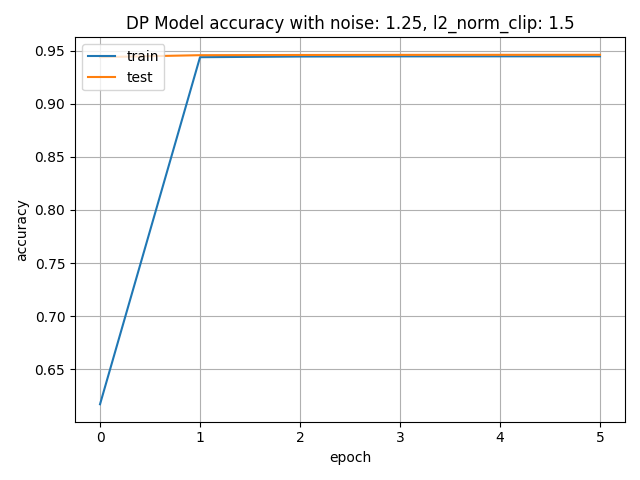 DP Model accuracy with noise: 1.25, l2_norm_clip: 1.5
train
test
accuracy
0.95
0.90
0.85
0.80
0.75
0.70
0.65
0 1 2 3 4 5
epoch